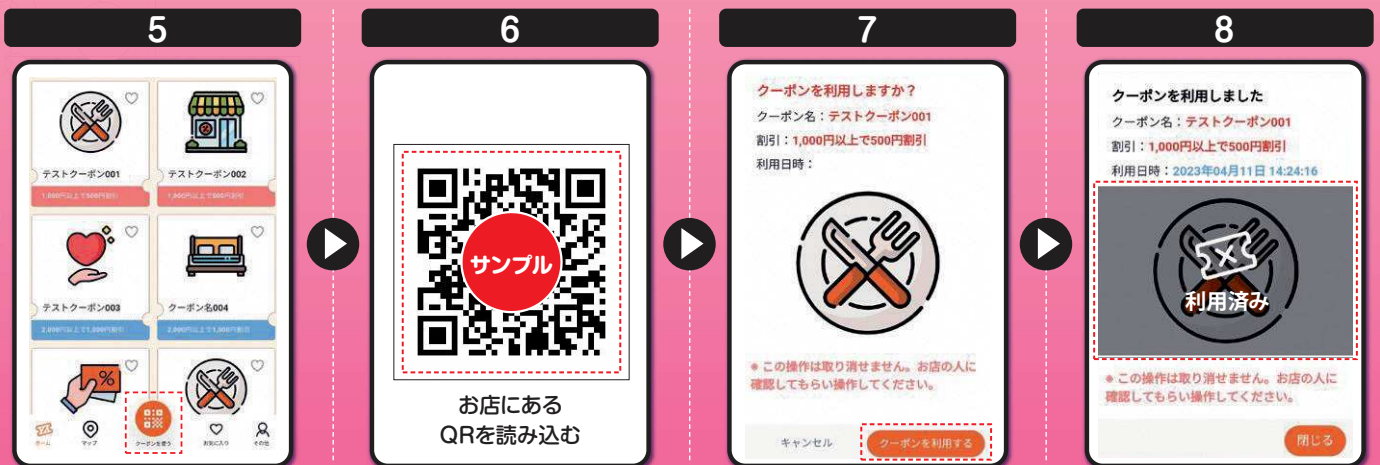 5
テストクーポン001
テストクーポン002
1,000円以上で500円割引
1,000円以上で500円割引
テストクーポン003
クーポン名004
2,000円以上で1,000円割引
2,000円以上で1,000円割引
%
ホーム
マップ
クーポンを使う
お気に入り
その他
6
サンプル
お店にある
QRを読み込む
7
クーポンを利用しますか？
クーポン名：テストクーポン001
割引：1,000円以上で500円割引
利用日時：
※ この操作は取り消せません。お店の人に
確認してもらい操作してください。
キャンセル
クーポンを利用する
8
クーポンを利用しました
クーポン名：テストクーポン001
割引：1,000円以上で500円割引
利用日時：2023年04月11日 14:24:16
利用済み
※ この操作は取り消せません。お店の人に
確認してもらい操作してください。
閉じる